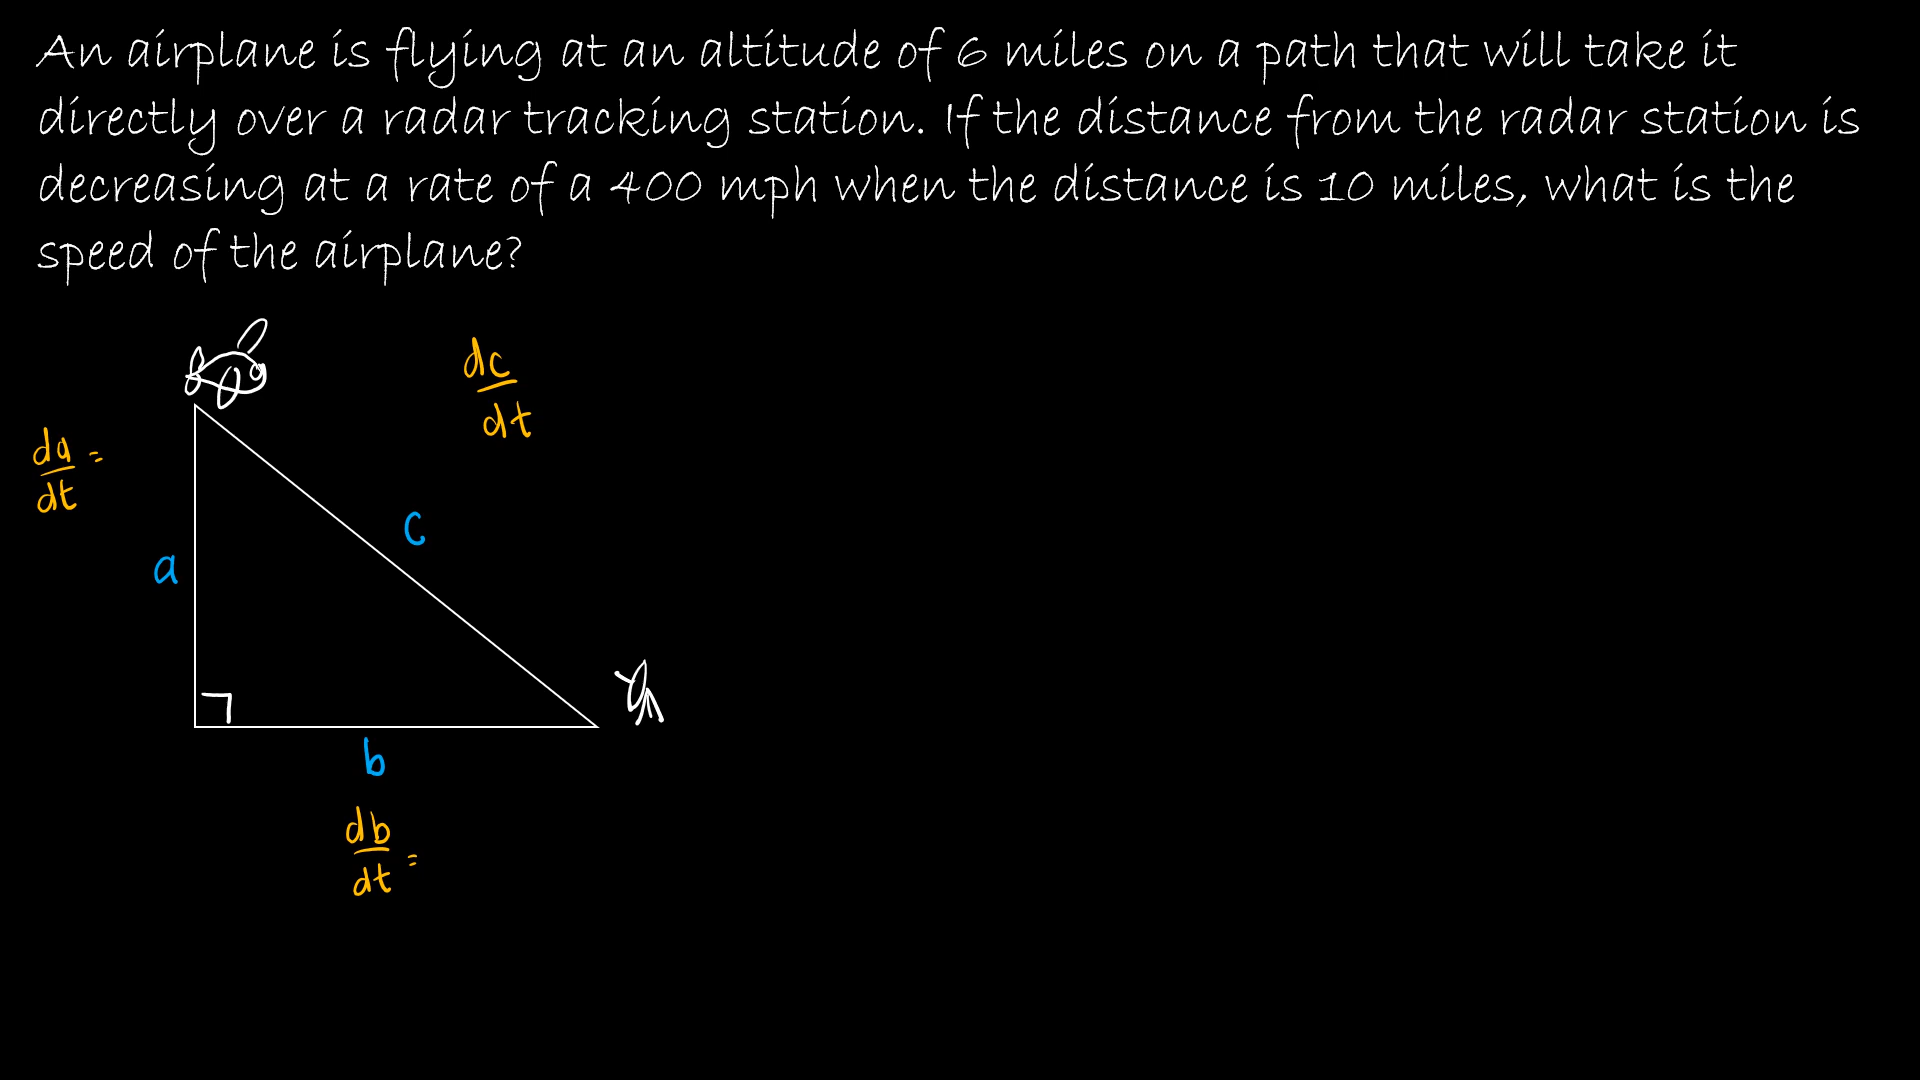 An airplane is flying at an altitude of 6 miles on a path that will take it
directly over a radar tracking station. If the distance from the radar station is
decreasing at a rate of a 400 mph when the distance is 10 miles, what is the
speed of the airplane?
dc/dt
da/dt =
c
a
b
db/dt =